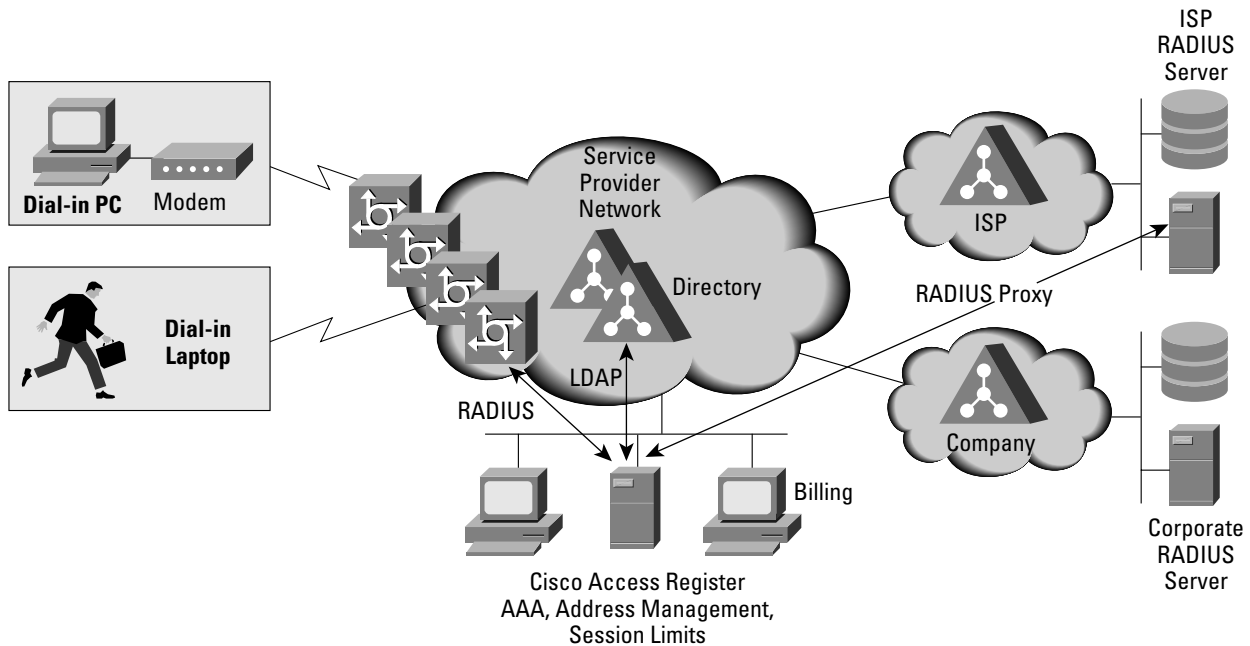 ISP
RADIUS
Server
Dial-in PC
Modem
Service
Provider
Network
ISP
Directory
RADIUS Proxy
Dial-in
Laptop
LDAP
RADIUS
Company
Billing
Cisco Access Register
AAA, Address Management,
Session Limits
Corporate
RADIUS
Server